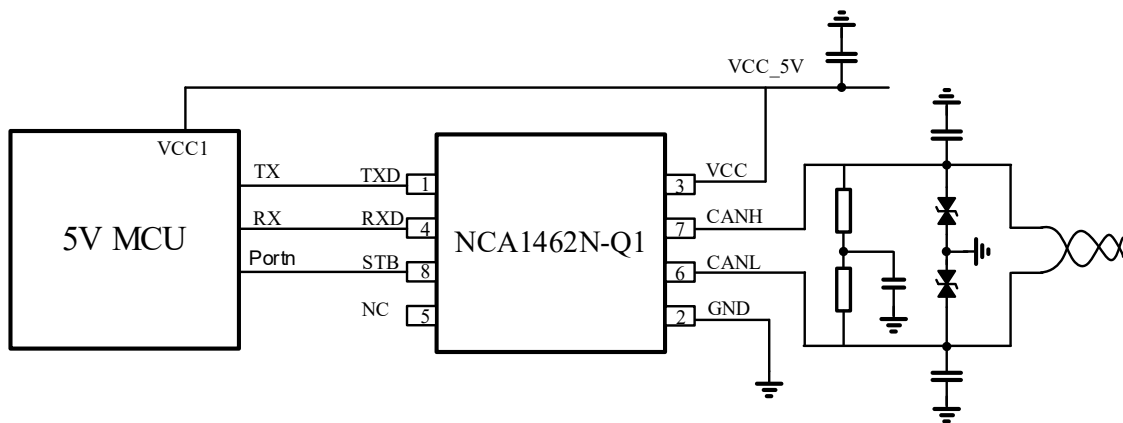 VCC_5V
VCC1
TX TXD 1 3 VCC
RX RXD 4 7 CANH
5V MCU NCA1462N-Q1
Portn STB 8 6 CANL
NC 5 2 GND